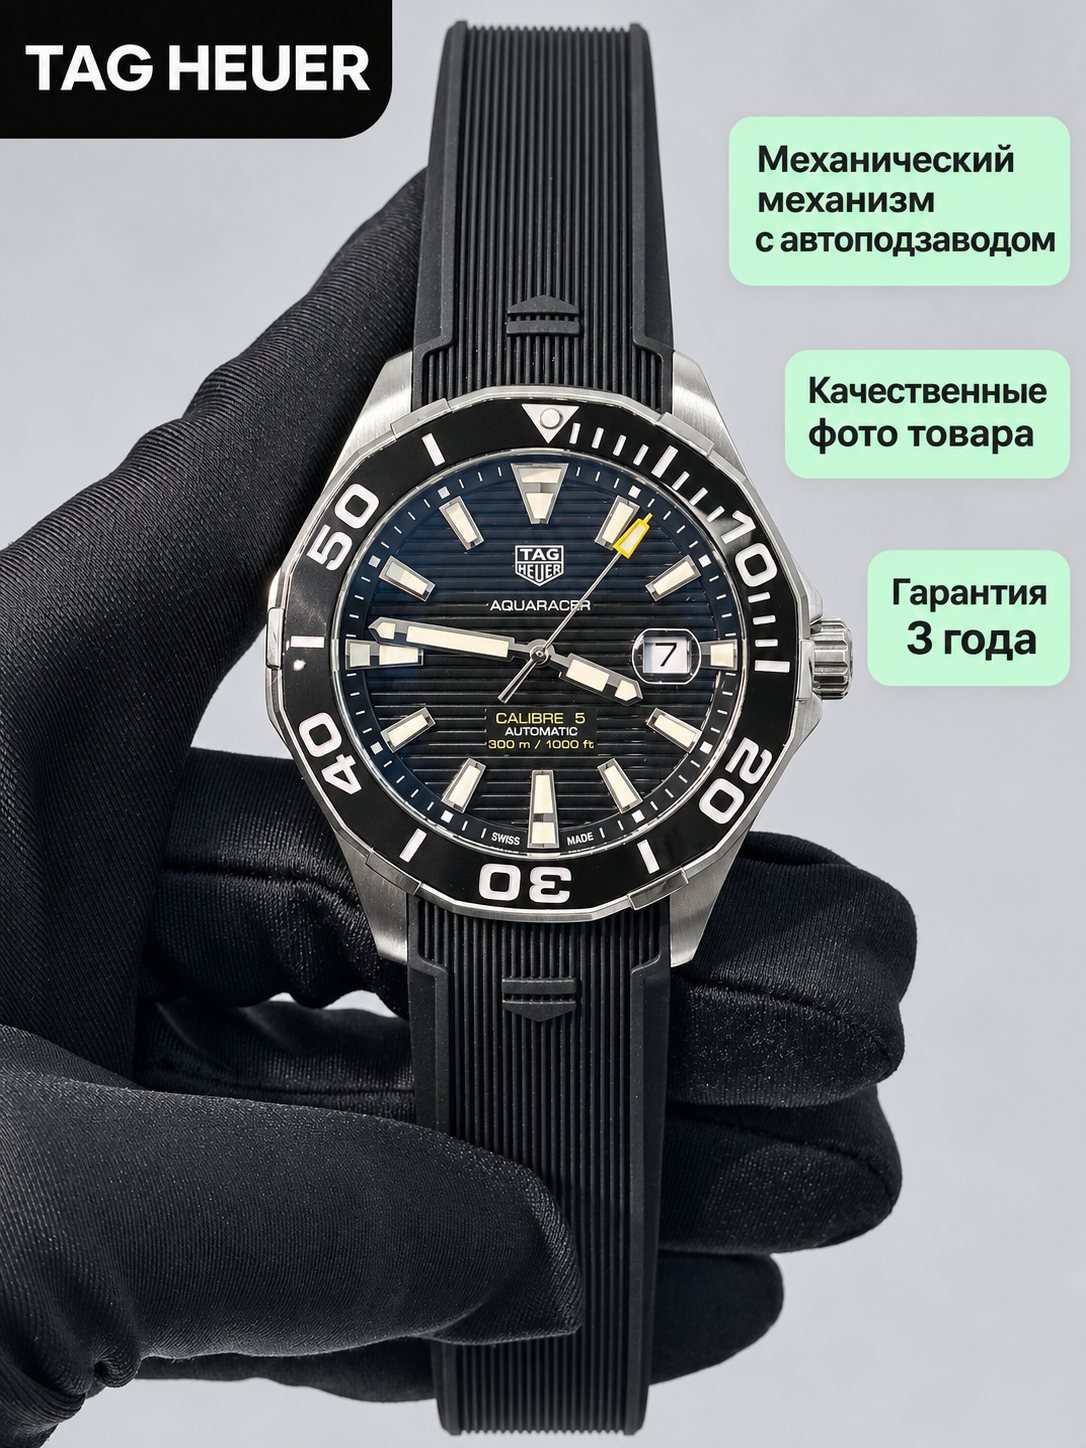 TAG HEUER
Механический
механизм
с автоподзаводом
Качественные
фото товара
Гарантия
3 года
50
10
40
20
30
TAG
HEUER
AQUARACER
7
CALIBRE 5
AUTOMATIC
300 m / 1000 ft
SWISS MADE